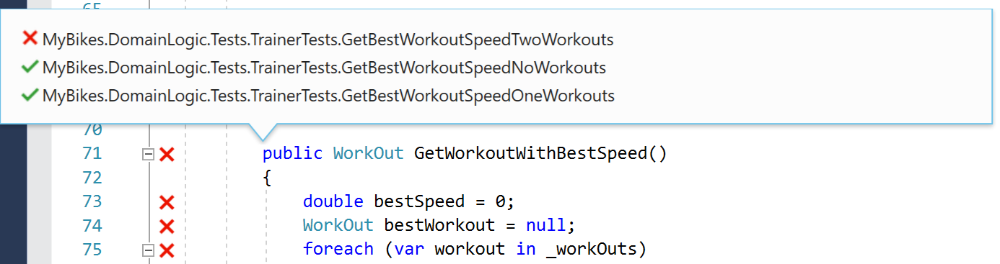 65
MyBikes.DomainLogic.Tests.TrainerTests.GetBestWorkoutSpeedTwoWorkouts
MyBikes.DomainLogic.Tests.TrainerTests.GetBestWorkoutSpeedNoWorkouts
MyBikes.DomainLogic.Tests.TrainerTests.GetBestWorkoutSpeedOneWorkouts
70
71 public WorkOut GetWorkoutWithBestSpeed()
72 {
73 double bestSpeed = 0;
74 WorkOut bestWorkout = null;
75 foreach (var workout in _workOuts)